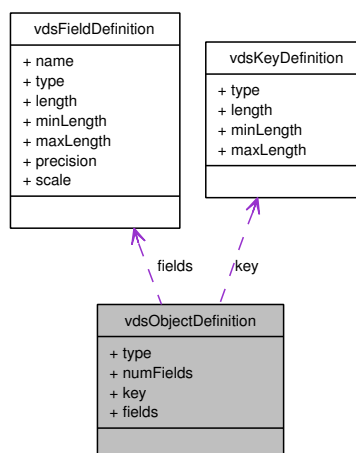 vdsFieldDefinition
+ name
+ type
+ length
+ minLength
+ maxLength
+ precision
+ scale
vdsKeyDefinition
+ type
+ length
+ minLength
+ maxLength
fields
key
vdsObjectDefinition
+ type
+ numFields
+ key
+ fields